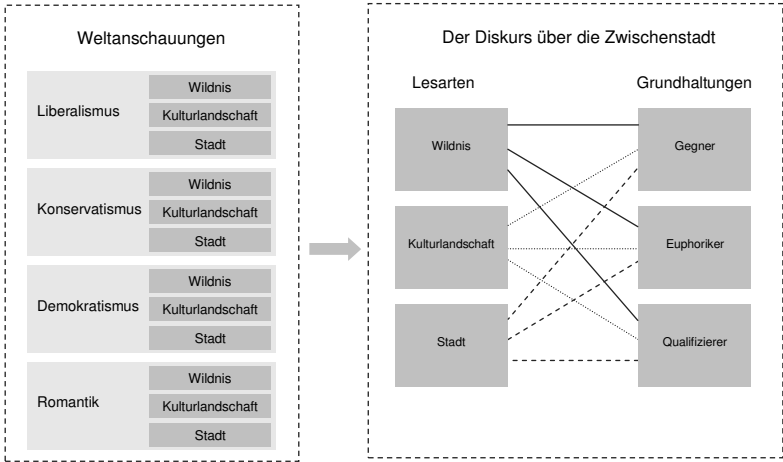 Weltanschauungen
Liberalismus
Wildnis
Kulturlandschaft
Stadt
Konservatismus
Wildnis
Kulturlandschaft
Stadt
Demokratismus
Wildnis
Kulturlandschaft
Stadt
Romantik
Wildnis
Kulturlandschaft
Stadt
Der Diskurs über die Zwischenstadt
Lesarten
Grundhaltungen
Wildnis
Gegner
Kulturlandschaft
Euphoriker
Stadt
Qualifizierer